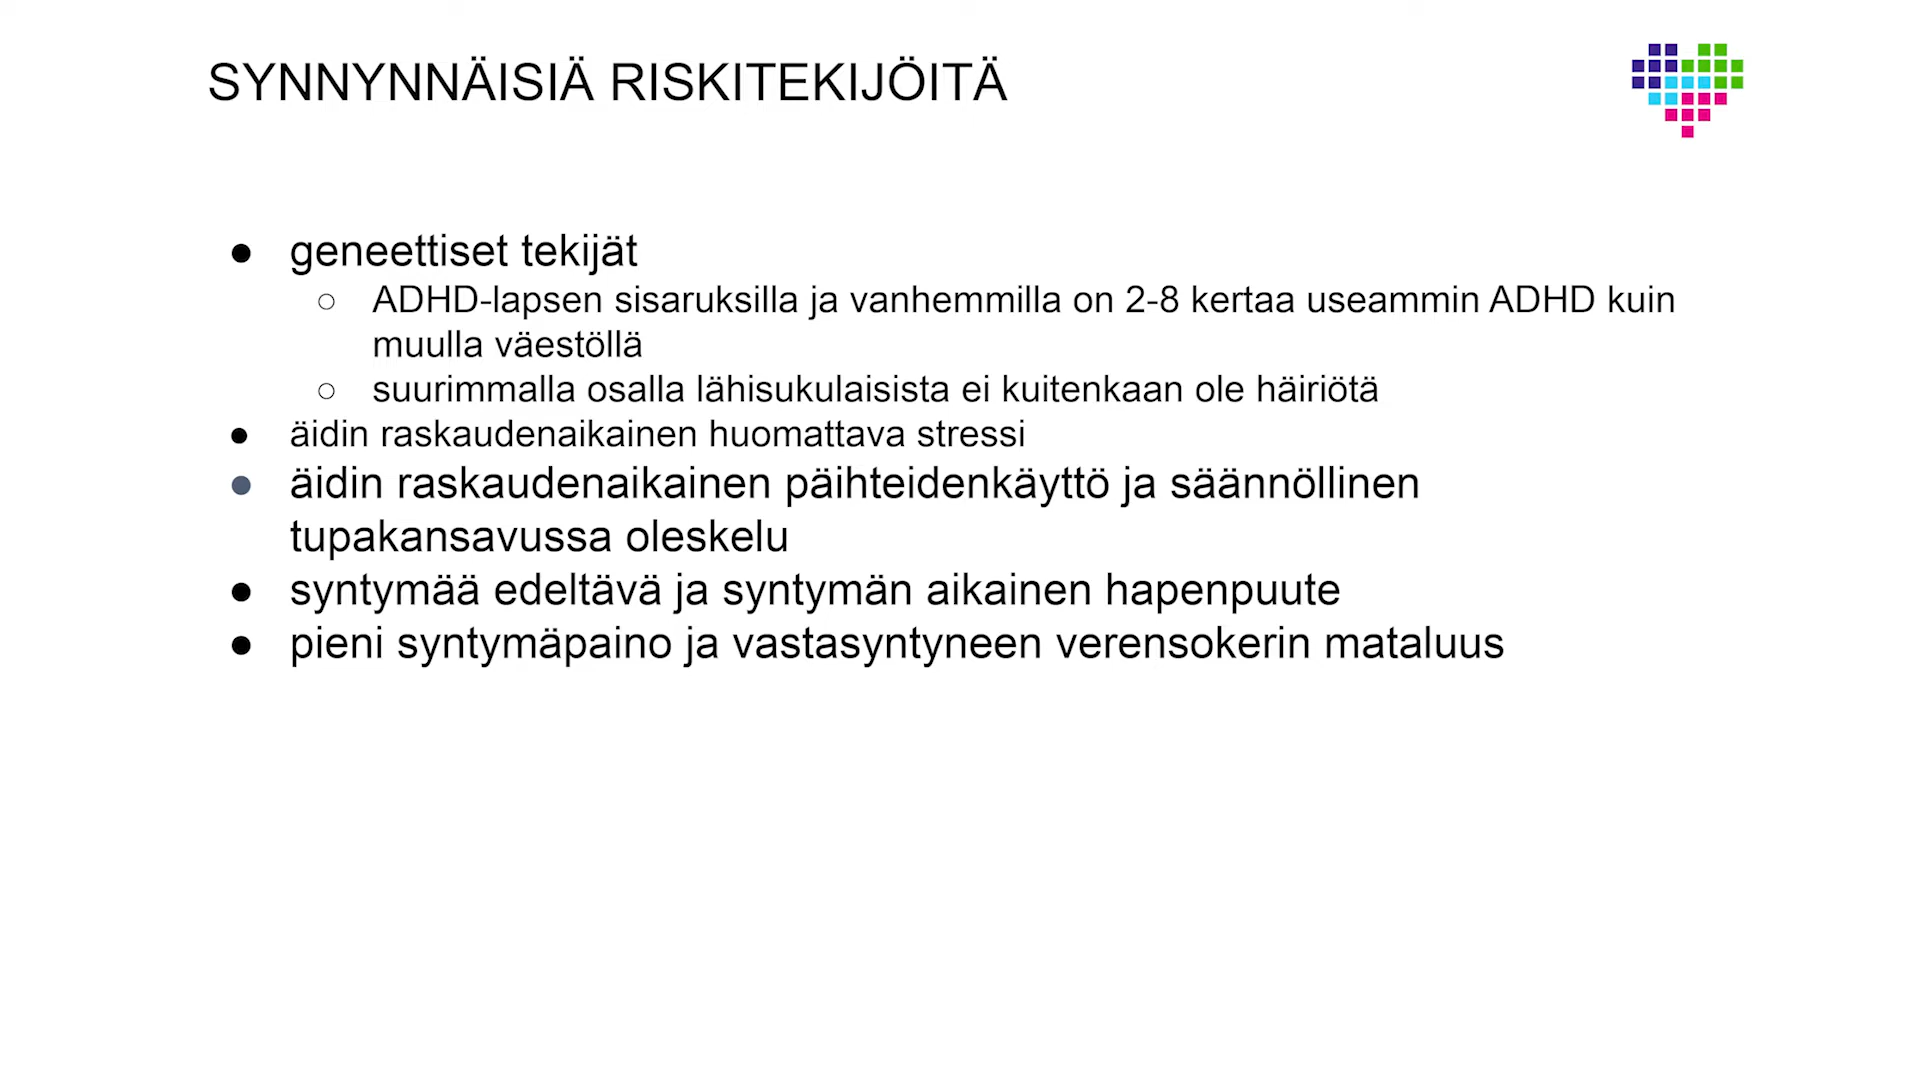 SYNNYNNÄISIÄ RISKITEKIJÖITÄ
● geneettiset tekijät
○ ADHD-lapsen sisaruksilla ja vanhemmilla on 2-8 kertaa useammin ADHD kuin
muulla väestöllä
○ suurimmalla osalla lähisukulaisista ei kuitenkaan ole häiriötä
● äidin raskaudenaikainen huomattava stressi
● äidin raskaudenaikainen päihteidenkäyttö ja säännöllinen
tupakansavussa oleskelu
● syntymää edeltävä ja syntymän aikainen hapenpuute
● pieni syntymäpaino ja vastasyntyneen verensokerin mataluus